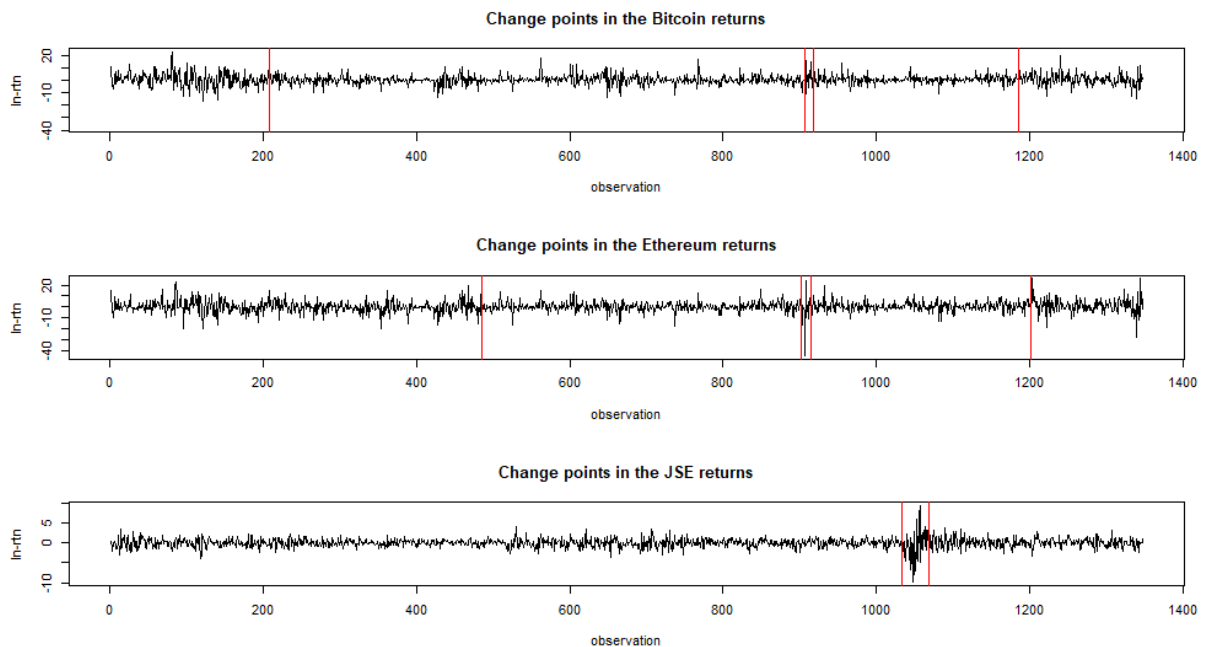 Change points in the Bitcoin returns
ln-rtn
20
-10
-40
0 200 400 600 800 1000 1200 1400
observation
Change points in the Ethereum returns
ln-rtn
20
-10
-40
0 200 400 600 800 1000 1200 1400
observation
Change points in the JSE returns
ln-rtn
5
0
-10
0 200 400 600 800 1000 1200 1400
observation